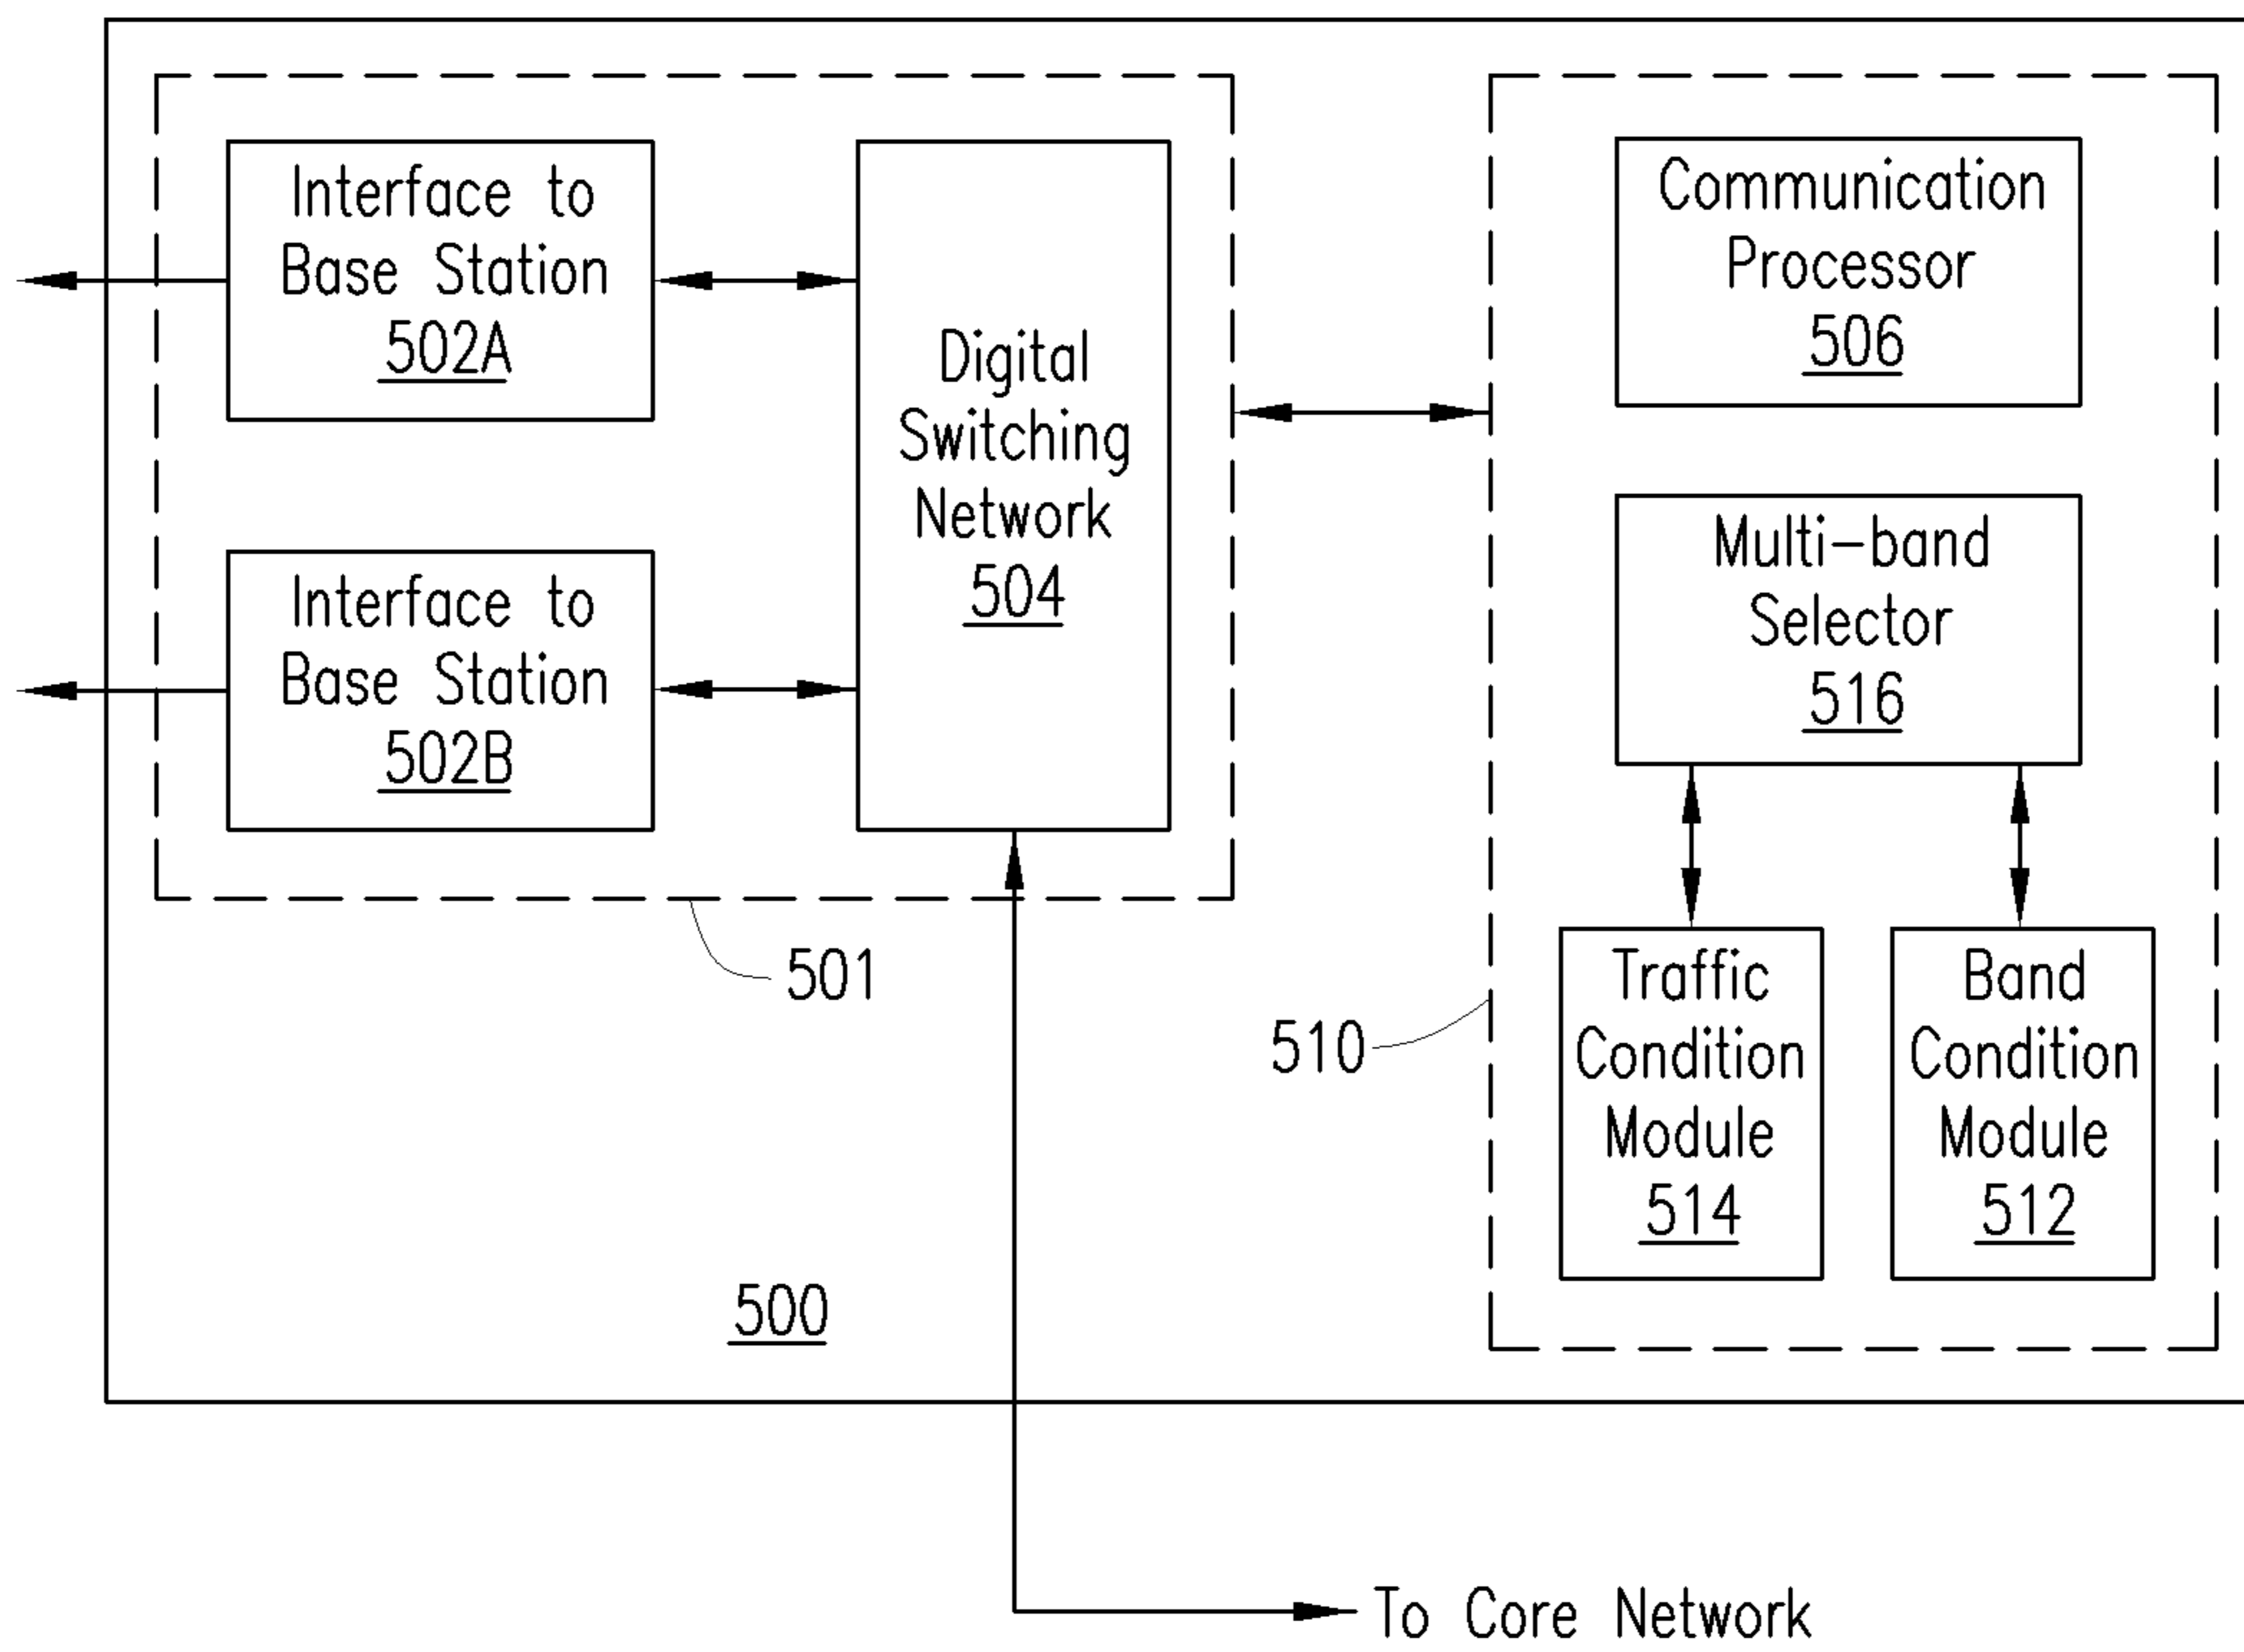 Interface to
Base Station
502A
Digital
Switching
Network
504
Interface to
Base Station
502B
501
Communication
Processor
506
Multi-band
Selector
516
Traffic
Condition
Module
514
Band
Condition
Module
512
510
500
To Core Network